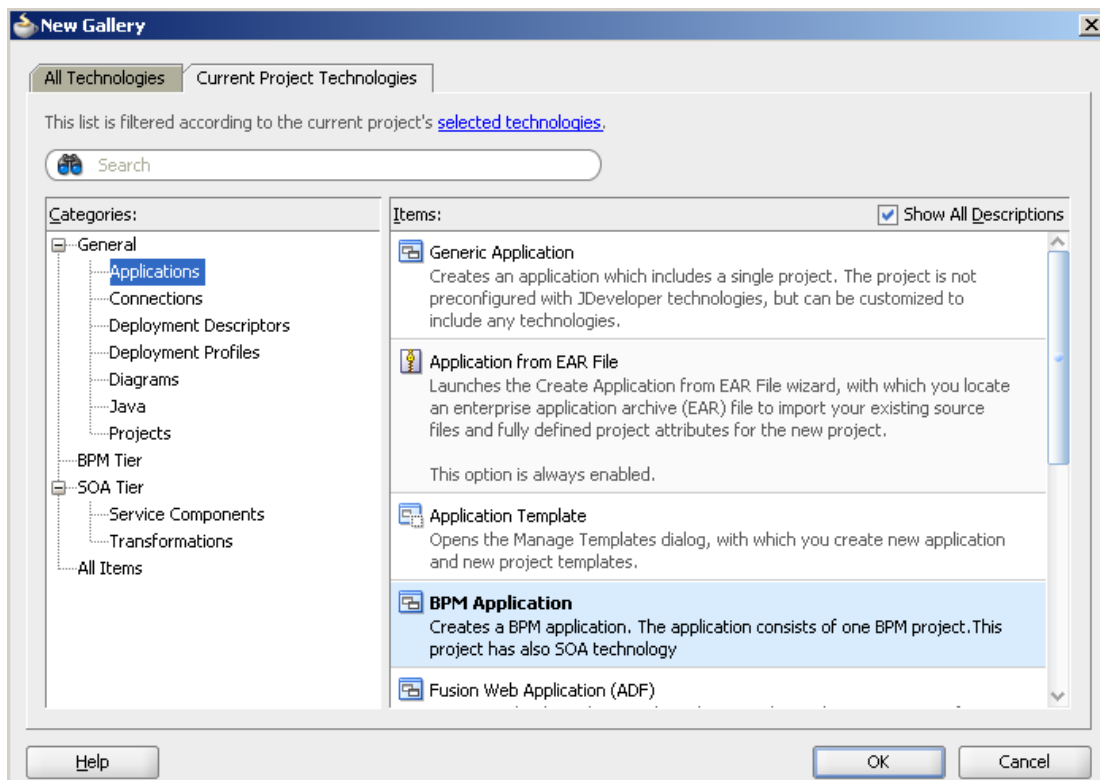 New Gallery
All Technologies
Current Project Technologies
This list is filtered according to the current project's selected technologies.
Search
Categories:
General
Applications
Connections
Deployment Descriptors
Deployment Profiles
Diagrams
Java
Projects
BPM Tier
SOA Tier
Service Components
Transformations
All Items
Items:
Show All Descriptions
Generic Application
Creates an application which includes a single project. The project is not
preconfigured with JDeveloper technologies, but can be customized to
include any technologies.
Application from EAR File
Launches the Create Application from EAR File wizard, with which you locate
an enterprise application archive (EAR) file to import your existing source
files and fully defined project attributes for the new project.
This option is always enabled.
Application Template
Opens the Manage Templates dialog, with which you create new application
and new project templates.
BPM Application
Creates a BPM application. The application consists of one BPM project.This
project has also SOA technology
Fusion Web Application (ADF)
Help
OK
Cancel